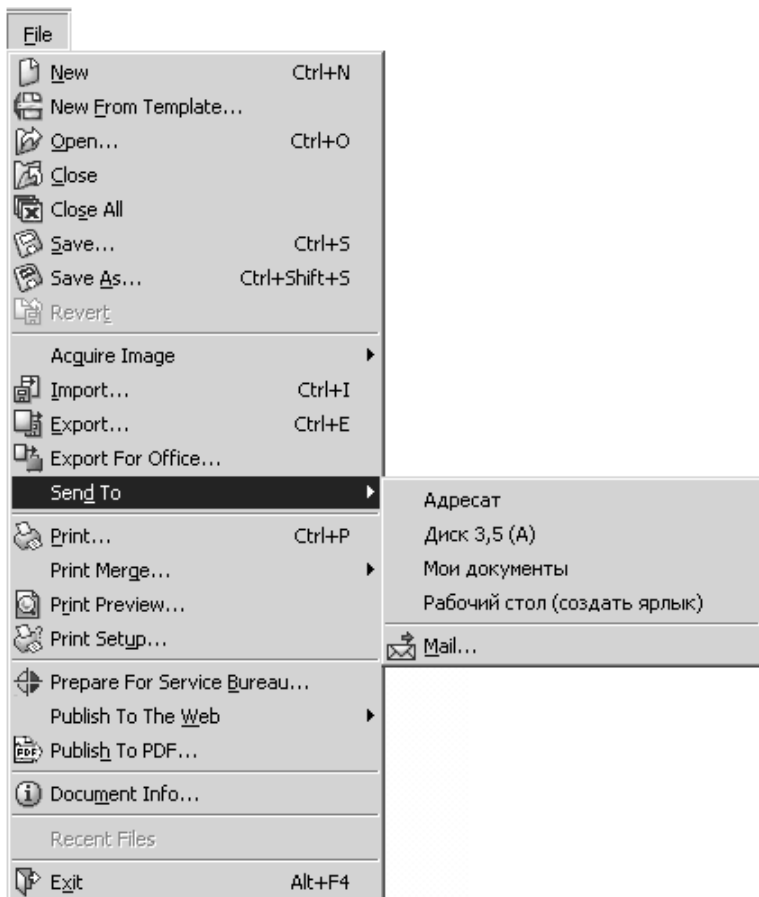 File
New Ctrl+N
New From Template...
Open... Ctrl+O
Close
Close All
Save... Ctrl+S
Save As... Ctrl+Shift+S
Revert
Acquire Image
Import... Ctrl+I
Export... Ctrl+E
Export For Office...
Send To
Адресат
Диск 3,5 (A)
Мои документы
Рабочий стол (создать ярлык)
Mail...
Print... Ctrl+P
Print Merge...
Print Preview...
Print Setup...
Prepare For Service Bureau...
Publish To The Web
Publish To PDF...
Document Info...
Recent Files
Exit Alt+F4